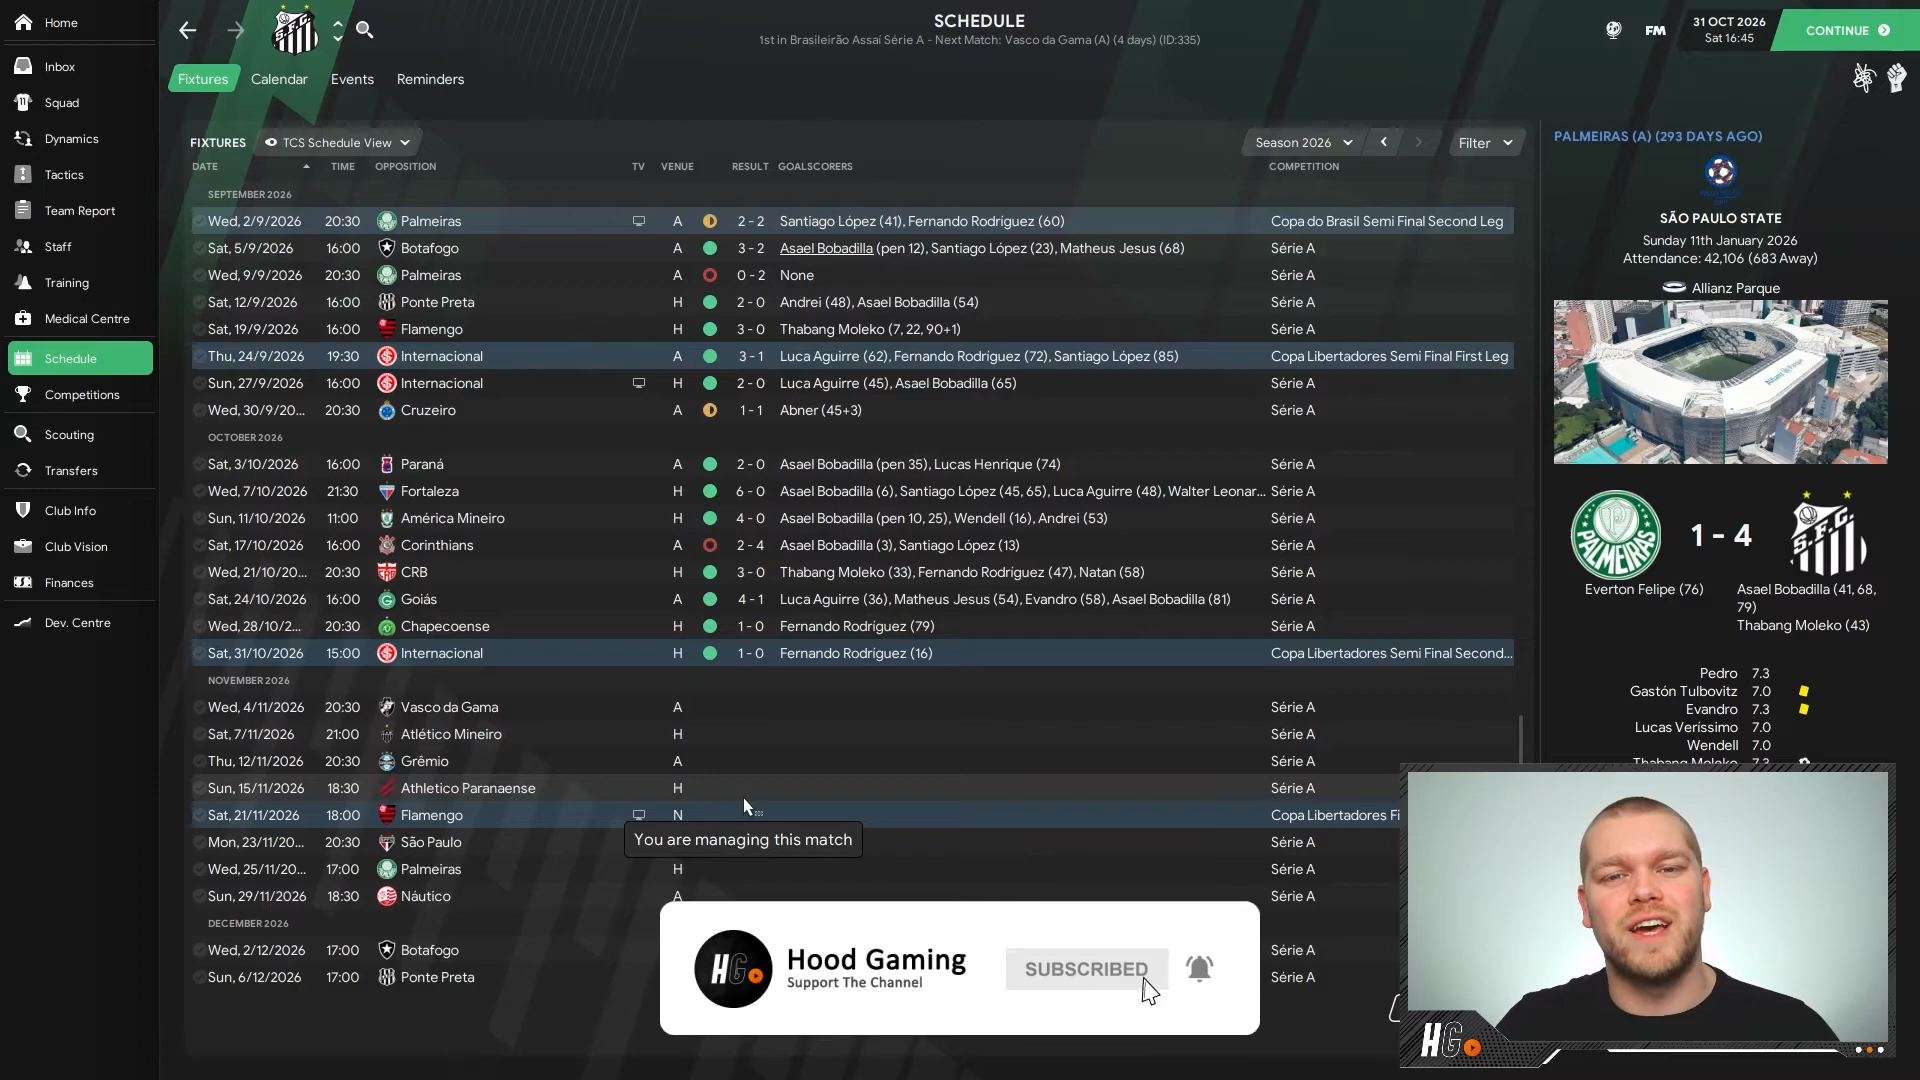 Home
Inbox
Squad
Dynamics
Tactics
Team Report
Staff
Training
Medical Centre
Schedule
Competitions
Scouting
Transfers
Club Info
Club Vision
Finances
Dev. Centre
SCHEDULE
1st in Brasileirão Assaí Série A - Next Match: Vasco da Gama (A) (4 days) (ID:335)
FM
31 OCT 2026
Sat 16:45
CONTINUE
Fixtures Calendar Events Reminders
FIXTURES TCS Schedule View Season 2026 Filter
DATE TIME OPPOSITION TV VENUE RESULT GOALSCORERS COMPETITION
SEPTEMBER 2026
Wed, 2/9/2026 20:30 Palmeiras A 2 - 2 Santiago López (41), Fernando Rodríguez (60) Copa do Brasil Semi Final Second Leg
Sat, 5/9/2026 16:00 Botafogo A 3 - 2 Asael Bobadilla (pen 12), Santiago López (23), Matheus Jesus (68) Série A
Wed, 9/9/2026 20:30 Palmeiras A 0 - 2 None Série A
Sat, 12/9/2026 16:00 Ponte Preta H 2 - 0 Andrei (48), Asael Bobadilla (54) Série A
Sat, 19/9/2026 16:00 Flamengo H 3 - 0 Thabang Moleko (7, 22, 90+1) Série A
Thu, 24/9/2026 19:30 Internacional A 3 - 1 Luca Aguirre (62), Fernando Rodríguez (72), Santiago López (85) Copa Libertadores Semi Final First Leg
Sun, 27/9/2026 16:00 Internacional H 2 - 0 Luca Aguirre (45), Asael Bobadilla (65) Série A
Wed, 30/9/20... 20:30 Cruzeiro A 1 - 1 Abner (45+3) Série A
OCTOBER 2026
Sat, 3/10/2026 16:00 Paraná A 2 - 0 Asael Bobadilla (pen 35), Lucas Henrique (74) Série A
Wed, 7/10/2026 21:30 Fortaleza H 6 - 0 Asael Bobadilla (6), Santiago López (45, 65), Luca Aguirre (48), Walter Leonar... Série A
Sun, 11/10/2026 11:00 América Mineiro H 4 - 0 Asael Bobadilla (pen 10, 25), Wendell (16), Andrei (53) Série A
Sat, 17/10/2026 16:00 Corinthians A 2 - 4 Asael Bobadilla (3), Santiago López (13) Série A
Wed, 21/10/20... 20:30 CRB H 3 - 0 Thabang Moleko (33), Fernando Rodríguez (47), Natan (58) Série A
Sat, 24/10/2026 16:00 Goiás A 4 - 1 Luca Aguirre (36), Matheus Jesus (54), Evandro (58), Asael Bobadilla (81) Série A
Wed, 28/10/2... 20:30 Chapecoense H 1 - 0 Fernando Rodríguez (79) Série A
Sat, 31/10/2026 15:00 Internacional H 1 - 0 Fernando Rodríguez (16) Copa Libertadores Semi Final Second...
NOVEMBER 2026
Wed, 4/11/2026 20:30 Vasco da Gama A Série A
Sat, 7/11/2026 21:00 Atlético Mineiro H Série A
Thu, 12/11/2026 20:30 Grêmio A Série A
Sun, 15/11/2026 18:30 Athletico Paranaense H Série A
Sat, 21/11/2026 18:00 Flamengo N Copa Libertadores Fi
You are managing this match
Mon, 23/11/20... 20:30 São Paulo Série A
Wed, 25/11/20... 17:00 Palmeiras H Série A
Sun, 29/11/2026 18:30 Náutico A Série A
DECEMBER 2026
Wed, 2/12/2026 17:00 Botafogo Série A
Sun, 6/12/2026 17:00 Ponte Preta Série A
PALMEIRAS (A) (293 DAYS AGO)
SÃO PAULO STATE
Sunday 11th January 2026
Attendance: 42,106 (683 Away)
Allianz Parque
PALMEIRAS
1 - 4
Everton Felipe (76)
Asael Bobadilla (41, 68,
79)
Thabang Moleko (43)
Pedro 7.3
Gastón Tulbovitz 7.0
Evandro 7.3
Lucas Veríssimo 7.0
Wendell 7.0
Thabang Moleko 7.3
HG
Hood Gaming
Support The Channel
SUBSCRIBED
HG